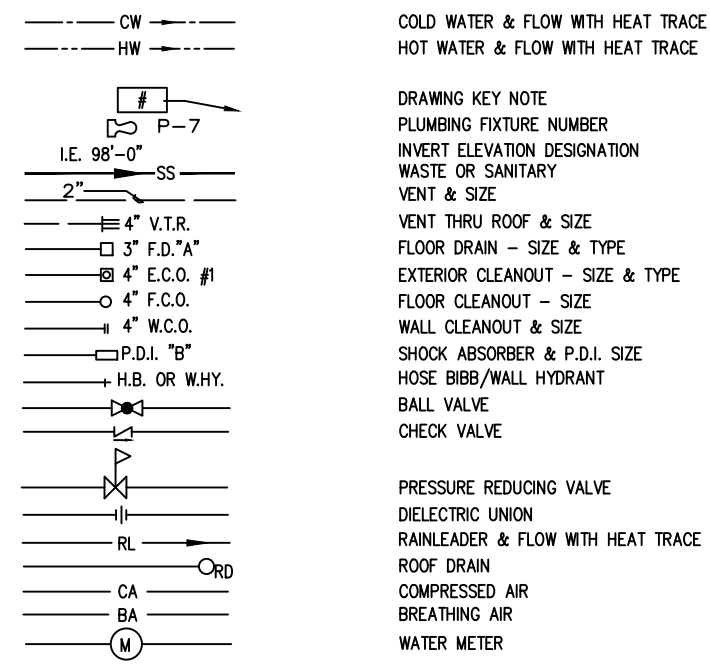 CW COLD WATER & FLOW WITH HEAT TRACE
HW HOT WATER & FLOW WITH HEAT TRACE
# DRAWING KEY NOTE
P-7 PLUMBING FIXTURE NUMBER
I.E. 98'-0" INVERT ELEVATION DESIGNATION
SS WASTE OR SANITARY
2" VENT & SIZE
4" V.T.R. VENT THRU ROOF & SIZE
3" F.D."A" FLOOR DRAIN - SIZE & TYPE
4" E.C.O. #1 EXTERIOR CLEANOUT - SIZE & TYPE
4" F.C.O. FLOOR CLEANOUT - SIZE
4" W.C.O. WALL CLEANOUT & SIZE
P.D.I. "B" SHOCK ABSORBER & P.D.I. SIZE
H.B. OR W.HY. HOSE BIBB/WALL HYDRANT
BALL VALVE
CHECK VALVE
PRESSURE REDUCING VALVE
DIELECTRIC UNION
RL RAINLEADER & FLOW WITH HEAT TRACE
RD ROOF DRAIN
CA COMPRESSED AIR
BA BREATHING AIR
M WATER METER